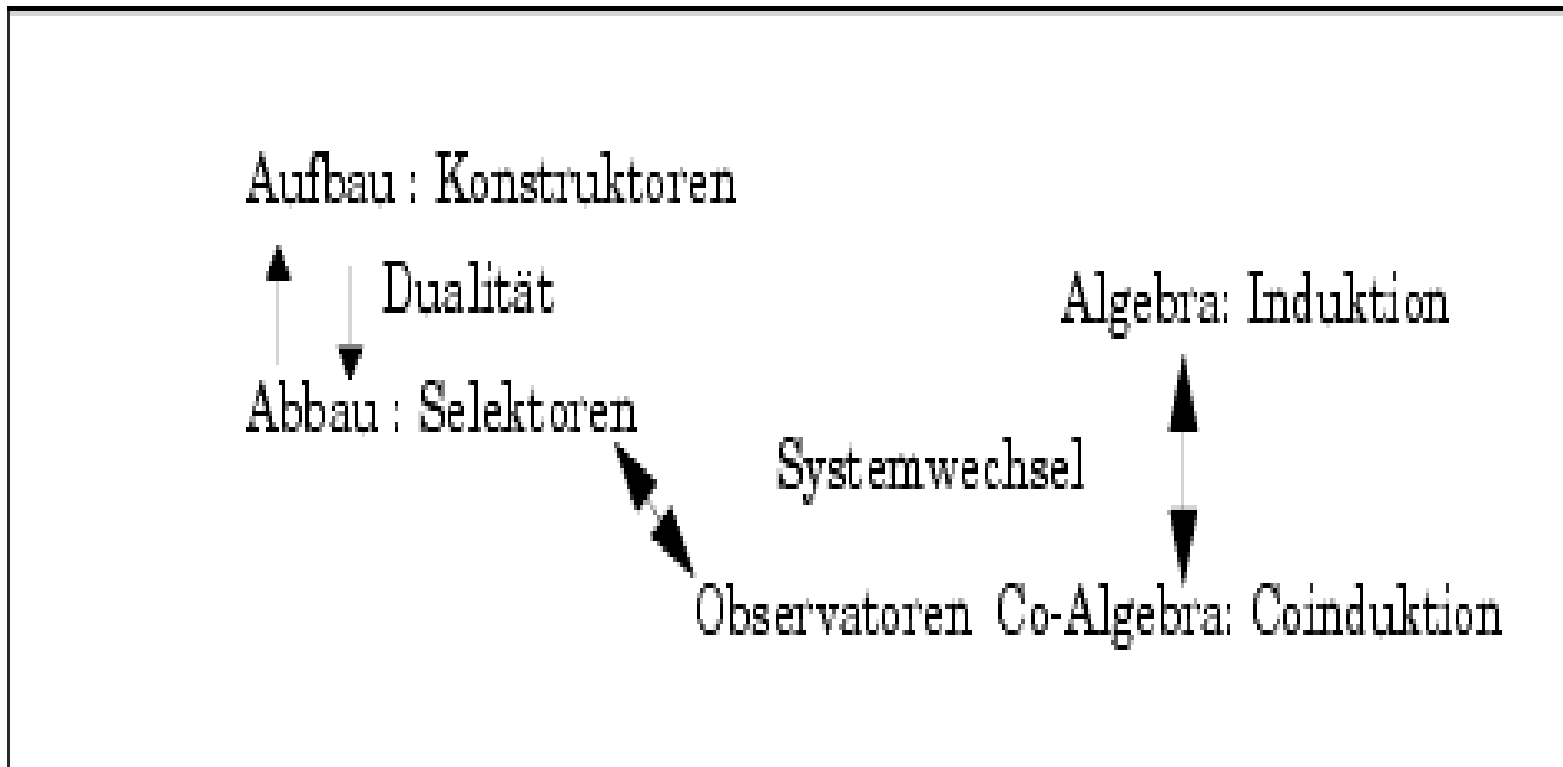 Aufbau : Konstruktoren
Dualität
Algebra: Induktion
Abbau : Selektoren
Systemwechsel
Observatoren Co-Algebra: Coinduktion